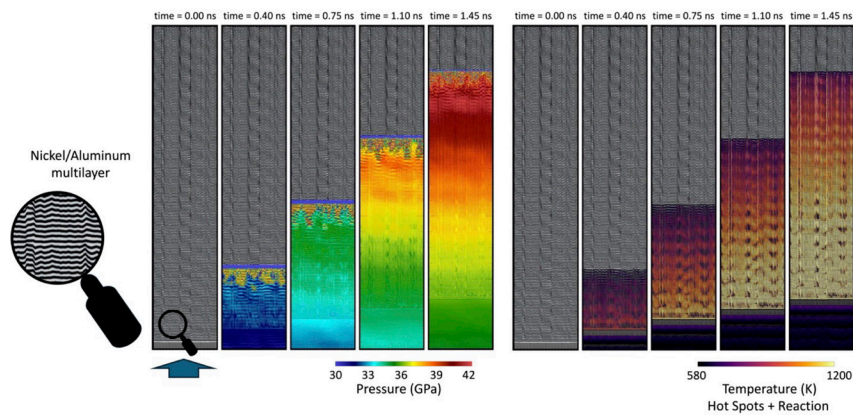 time = 0.00 ns time = 0.40 ns time = 0.75 ns time = 1.10 ns time = 1.45 ns
time = 0.00 ns time = 0.40 ns time = 0.75 ns time = 1.10 ns time = 1.45 ns
Nickel/Aluminum
multilayer
30 33 36 39 42
Pressure (GPa)
580 1200
Temperature (K)
Hot Spots + Reaction